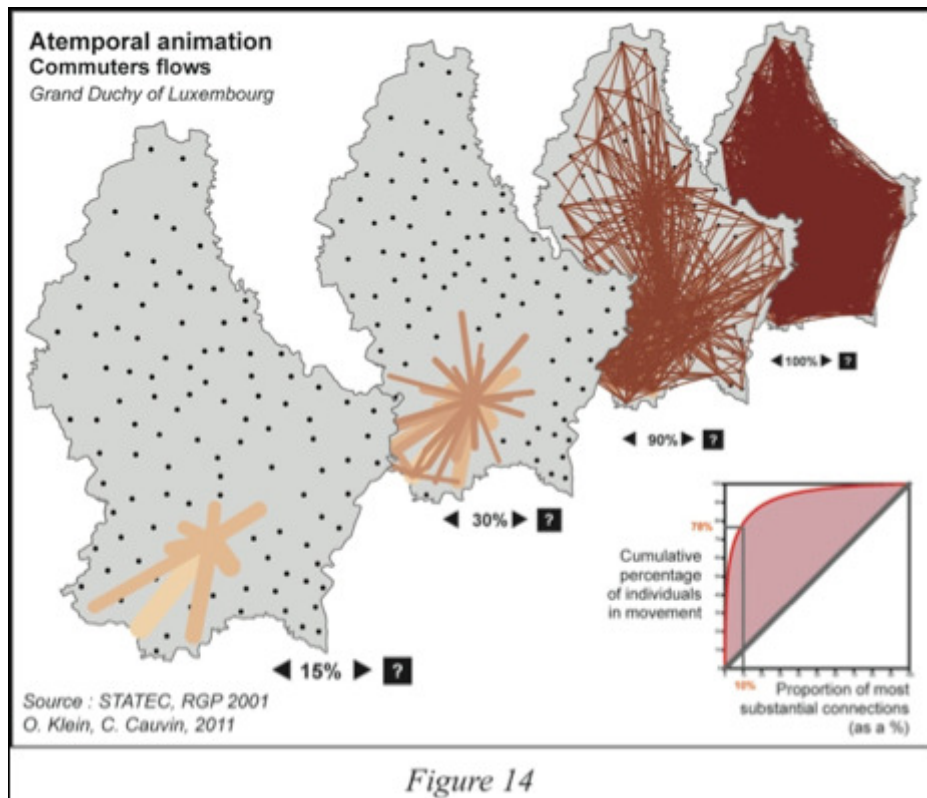 Atemporal animation
Commuters flows
Grand Duchy of Luxembourg
◀ 15% ▶ ?
◀ 30% ▶ ?
◀ 90% ▶ ?
◀ 100% ▶ ?
78%
Cumulative
percentage
of individuals
in movement
10%
Proportion of most
substantial connections
(as a %)
Source : STATEC, RGP 2001
O. Klein, C. Cauvin, 2011
Figure 14